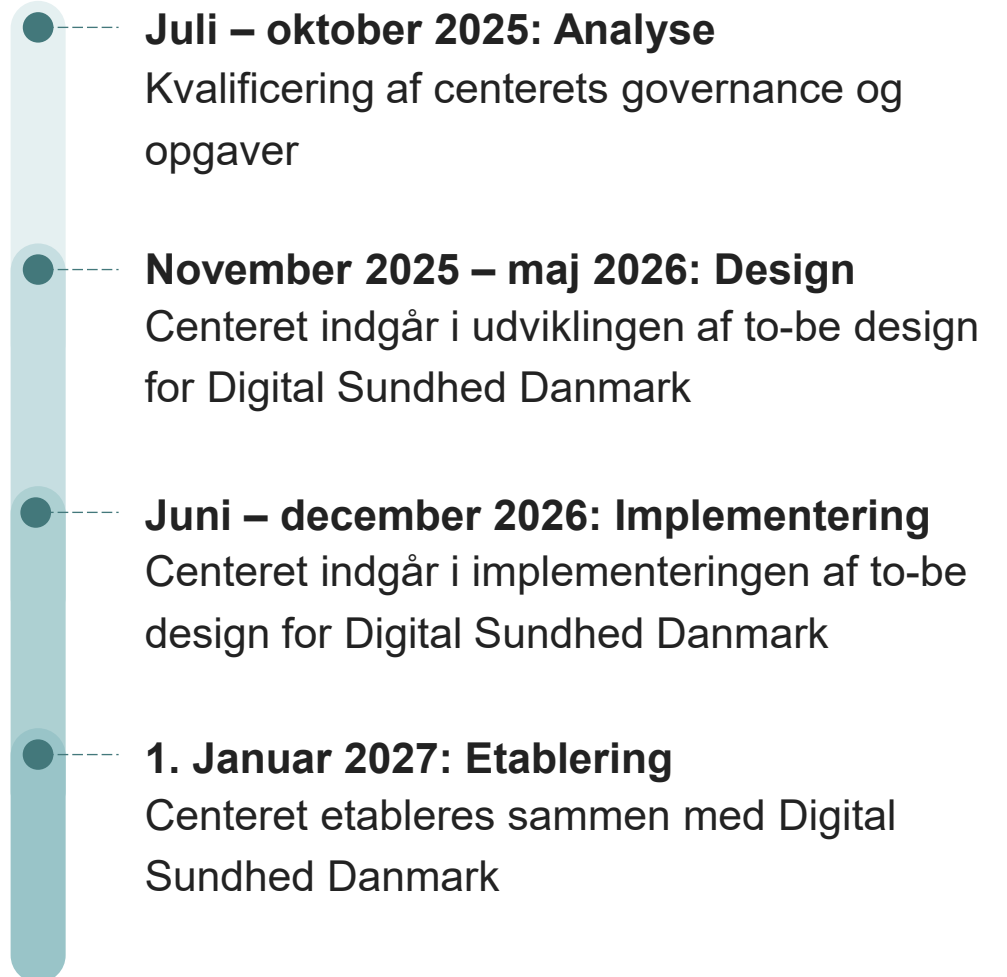 Juli – oktober 2025: Analyse
Kvalificering af centerets governance og
opgaver
November 2025 – maj 2026: Design
Centeret indgår i udviklingen af to-be design
for Digital Sundhed Danmark
Juni – december 2026: Implementering
Centeret indgår i implementeringen af to-be
design for Digital Sundhed Danmark
1. Januar 2027: Etablering
Centeret etableres sammen med Digital
Sundhed Danmark